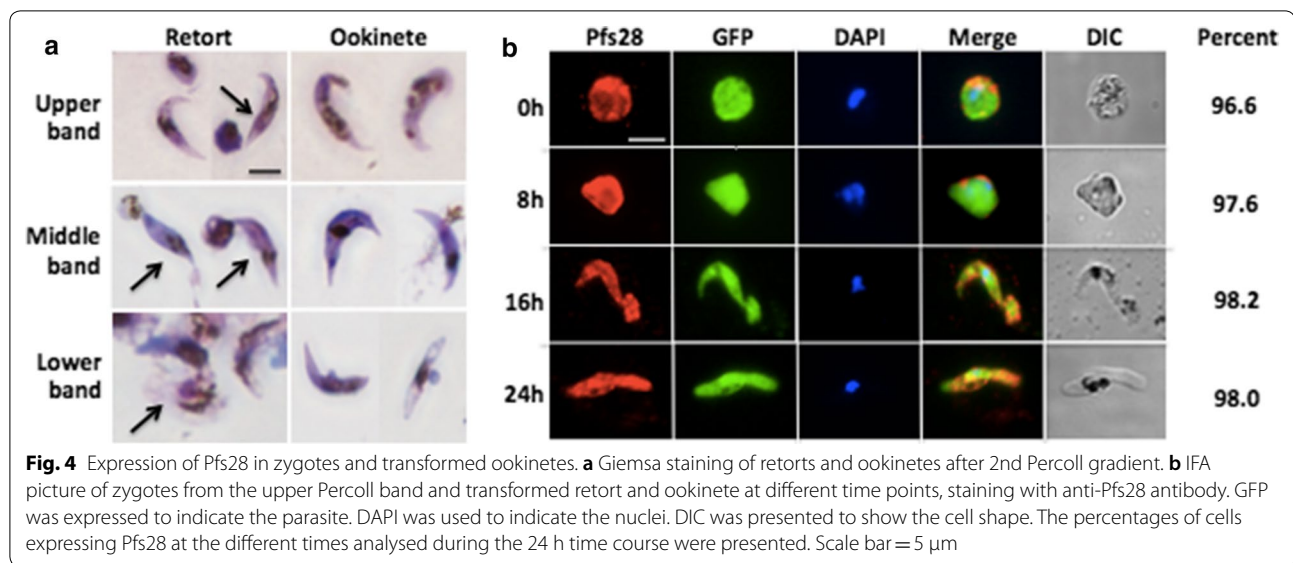 a Retort Ookinete
Upper band
Middle band
Lower band
b Pfs28 GFP DAPI Merge DIC Percent
0h 96.6
8h 97.6
16h 98.2
24h 98.0
Fig. 4 Expression of Pfs28 in zygotes and transformed ookinetes. a Giemsa staining of retorts and ookinetes after 2nd Percoll gradient. b IFA
picture of zygotes from the upper Percoll band and transformed retort and ookinete at different time points, staining with anti-Pfs28 antibody. GFP
was expressed to indicate the parasite. DAPI was used to indicate the nuclei. DIC was presented to show the cell shape. The percentages of cells
expressing Pfs28 at the different times analysed during the 24 h time course were presented. Scale bar = 5 μm